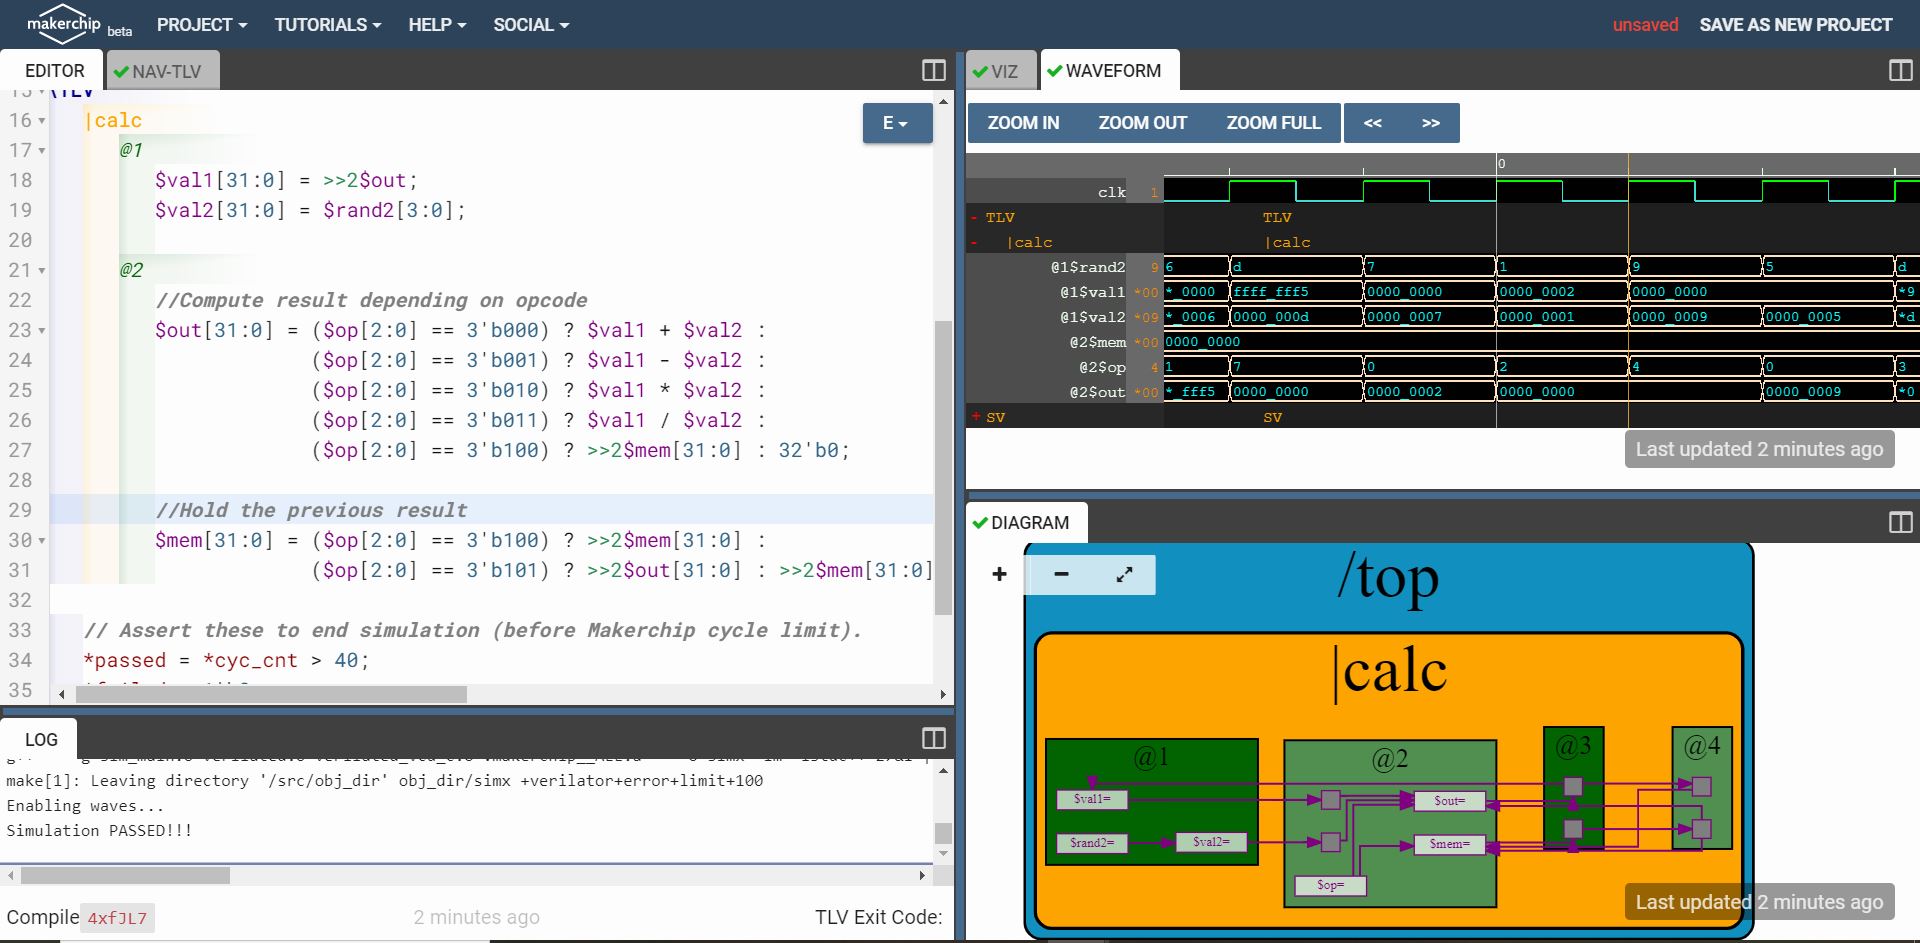 makerchip beta PROJECT TUTORIALS HELP SOCIAL unsaved SAVE AS NEW PROJECT
EDITOR NAV-TLV
15 \TLV
16 |calc
17 @1
18 $val1[31:0] = >>2$out;
19 $val2[31:0] = $rand2[3:0];
20
21 @2
22 //Compute result depending on opcode
23 $out[31:0] = ($op[2:0] == 3'b000) ? $val1 + $val2 :
24 ($op[2:0] == 3'b001) ? $val1 - $val2 :
25 ($op[2:0] == 3'b010) ? $val1 * $val2 :
26 ($op[2:0] == 3'b011) ? $val1 / $val2 :
27 ($op[2:0] == 3'b100) ? >>2$mem[31:0] : 32'b0;
28
29 //Hold the previous result
30 $mem[31:0] = ($op[2:0] == 3'b100) ? >>2$mem[31:0] :
31 ($op[2:0] == 3'b101) ? >>2$out[31:0] : >>2$mem[31:0]
32
33 // Assert these to end simulation (before Makerchip cycle limit).
34 *passed = *cyc_cnt > 40;
35
E
LOG
make[1]: Leaving directory '/src/obj_dir' obj_dir/simx +verilator+error+limit+100
Enabling waves...
Simulation PASSED!!!
Compile 4xfJL7 2 minutes ago TLV Exit Code:
VIZ WAVEFORM
ZOOM IN ZOOM OUT ZOOM FULL << >>
0
clk 1
- TLV TLV
- |calc |calc
@1$rand2 9 6 d 7 1 9 5 d
@1$val1 *00 *_0000 ffff_fff5 0000_0000 0000_0002 0000_0000 *9
@1$val2 *09 *_0006 0000_000d 0000_0007 0000_0001 0000_0009 0000_0005 *d
@2$mem *00 0000_0000
@2$op 4 1 7 0 2 4 0 3
@2$out *00 *_fff5 0000_0000 0000_0002 0000_0000 0000_0009 *0
+ SV SV
Last updated 2 minutes ago
DIAGRAM
+ −
/top
|calc
@1 @2 @3 @4
$val1= $out=
$rand2= $val2= $mem=
$op=
Last updated 2 minutes ago